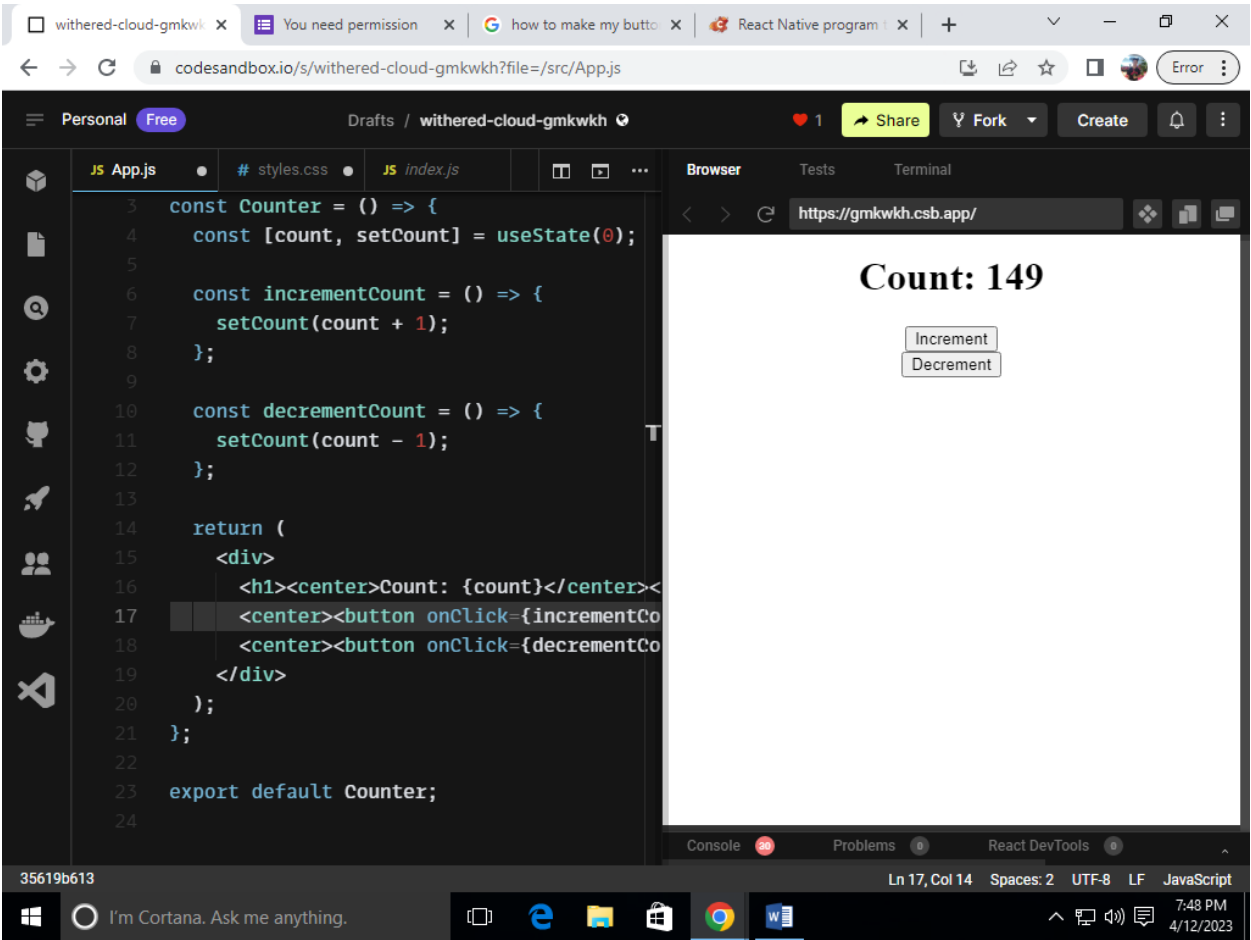 withered-cloud-gmkwk
You need permission
how to make my butto
React Native program
codesandbox.io/s/withered-cloud-gmkwkh?file=/src/App.js
Error
Personal Free
Drafts / withered-cloud-gmkwkh
1
Share
Fork
Create
JS App.js
# styles.css
JS index.js
Browser
Tests
Terminal
https://gmkwkh.csb.app/
3 const Counter = () => {
4 const [count, setCount] = useState(0);
5
6 const incrementCount = () => {
7 setCount(count + 1);
8 };
9
10 const decrementCount = () => {
11 setCount(count - 1);
12 };
13
14 return (
15 <div>
16 <h1><center>Count: {count}</center><
17 <center><button onClick={incrementCo
18 <center><button onClick={decrementCo
19 </div>
20 );
21 };
22
23 export default Counter;
24
T
Count: 149
Increment
Decrement
Console 30
Problems 0
React DevTools 0
35619b613
Ln 17, Col 14 Spaces: 2 UTF-8 LF JavaScript
I'm Cortana. Ask me anything.
7:48 PM
4/12/2023